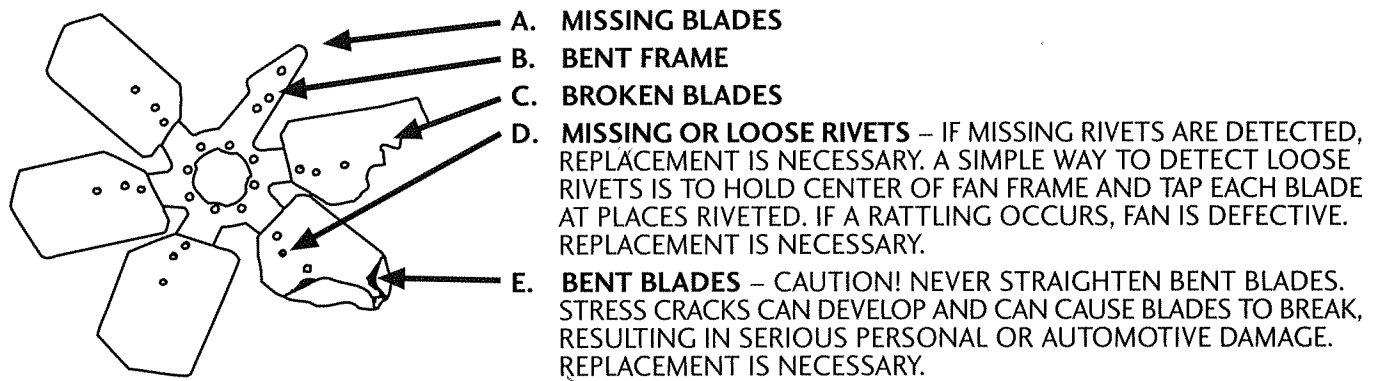 A. MISSING BLADES
B. BENT FRAME
C. BROKEN BLADES
D. MISSING OR LOOSE RIVETS – IF MISSING RIVETS ARE DETECTED,
REPLACEMENT IS NECESSARY. A SIMPLE WAY TO DETECT LOOSE
RIVETS IS TO HOLD CENTER OF FAN FRAME AND TAP EACH BLADE
AT PLACES RIVETED. IF A RATTLING OCCURS, FAN IS DEFECTIVE.
REPLACEMENT IS NECESSARY.
E. BENT BLADES – CAUTION! NEVER STRAIGHTEN BENT BLADES.
STRESS CRACKS CAN DEVELOP AND CAN CAUSE BLADES TO BREAK,
RESULTING IN SERIOUS PERSONAL OR AUTOMOTIVE DAMAGE.
REPLACEMENT IS NECESSARY.